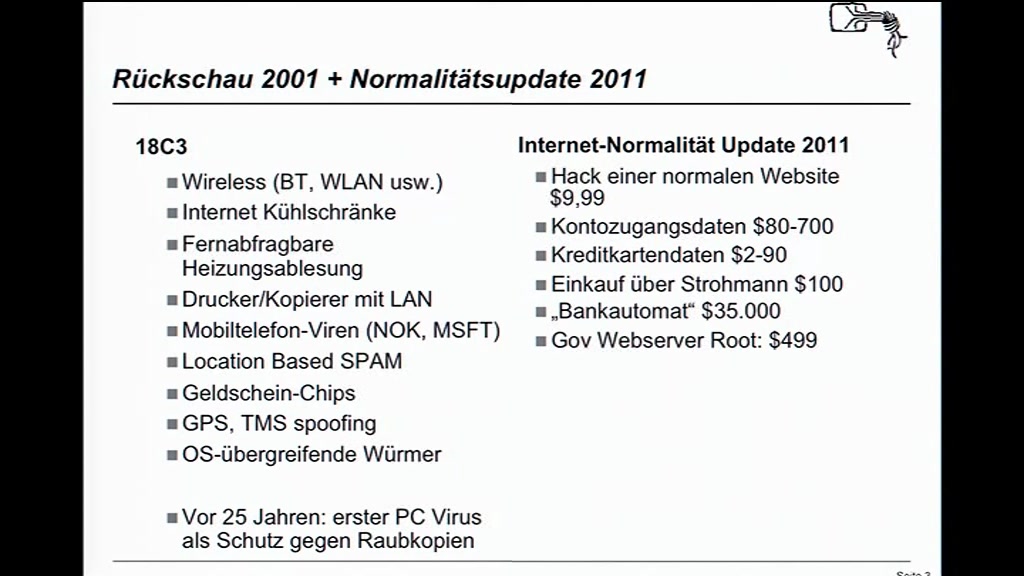 Rückschau 2001 + Normalitätsupdate 2011
18C3
Wireless (BT, WLAN usw.)
Internet Kühlschränke
Fernabfragbare
Heizungsablesung
Drucker/Kopierer mit LAN
Mobiltelefon-Viren (NOK, MSFT)
Location Based SPAM
Geldschein-Chips
GPS, TMS spoofing
OS-übergreifende Würmer
Vor 25 Jahren: erster PC Virus
als Schutz gegen Raubkopien
Internet-Normalität Update 2011
Hack einer normalen Website
$9,99
Kontozugangsdaten $80-700
Kreditkartendaten $2-90
Einkauf über Strohmann $100
„Bankautomat“ $35.000
Gov Webserver Root: $499